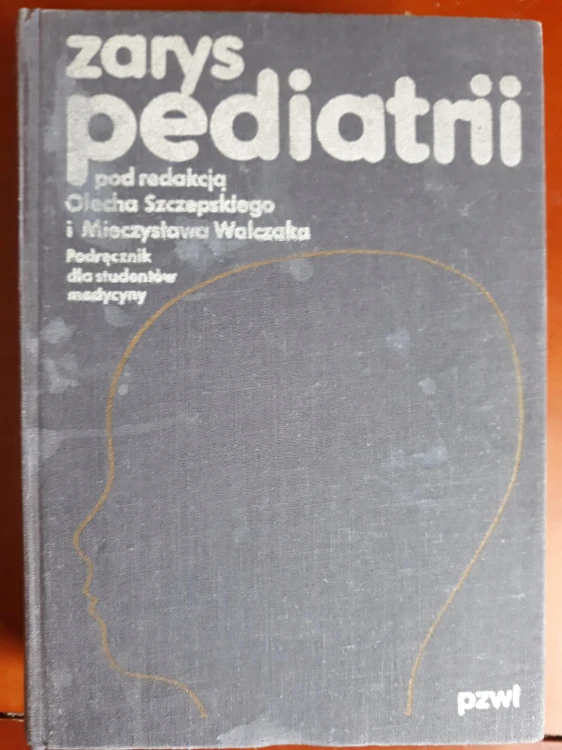 zarys
pediatrii
pod redakcją
Olecha Szczepskiego
i Mieczysława Walczaka
Podręcznik
dla studentów
medycyny
pzwl